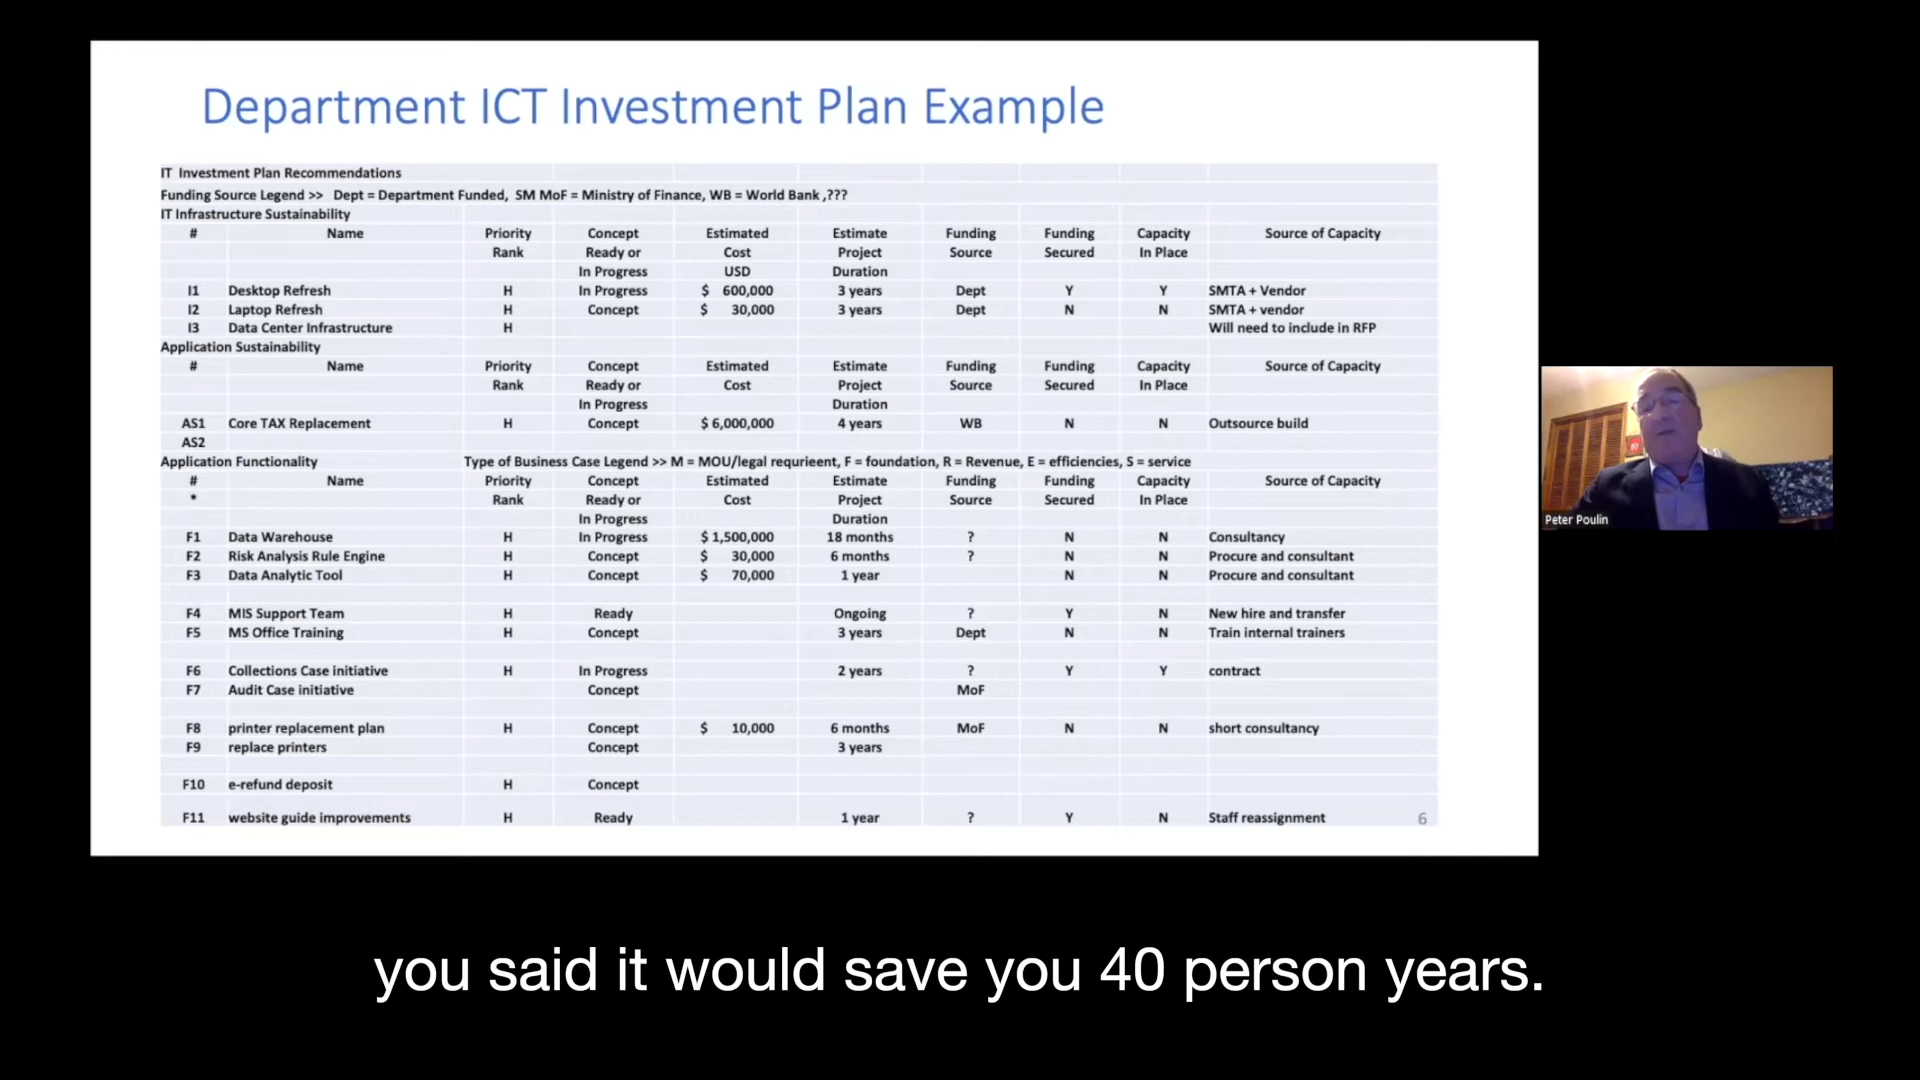 Department ICT Investment Plan Example
IT Investment Plan Recommendations
Funding Source Legend >> Dept = Department Funded, SM MoF = Ministry of Finance, WB = World Bank ,???
IT Infrastructure Sustainability
# Name Priority Concept Estimated Estimate Funding Funding Capacity Source of Capacity
Rank Ready or Cost Project Source Secured In Place
In Progress USD Duration
I1 Desktop Refresh H In Progress $ 600,000 3 years Dept Y Y SMTA + Vendor
I2 Laptop Refresh H Concept $ 30,000 3 years Dept N N SMTA + vendor
I3 Data Center Infrastructure H Will need to include in RFP
Application Sustainability
# Name Priority Concept Estimated Estimate Funding Funding Capacity Source of Capacity
Rank Ready or Cost Project Source Secured In Place
In Progress Duration
AS1 Core TAX Replacement H Concept $ 6,000,000 4 years WB N N Outsource build
AS2
Application Functionality Type of Business Case Legend >> M = MOU/legal requrieent, F = foundation, R = Revenue, E = efficiencies, S = service
# Name Priority Concept Estimated Estimate Funding Funding Capacity Source of Capacity
* Rank Ready or Cost Project Source Secured In Place
In Progress Duration
F1 Data Warehouse H In Progress $ 1,500,000 18 months ? N N Consultancy
F2 Risk Analysis Rule Engine H Concept $ 30,000 6 months ? N N Procure and consultant
F3 Data Analytic Tool H Concept $ 70,000 1 year N N Procure and consultant
F4 MIS Support Team H Ready Ongoing ? Y N New hire and transfer
F5 MS Office Training H Concept 3 years Dept N N Train internal trainers
F6 Collections Case initiative H In Progress 2 years ? Y Y contract
F7 Audit Case initiative Concept MoF
F8 printer replacement plan H Concept $ 10,000 6 months MoF N N short consultancy
F9 replace printers Concept 3 years
F10 e-refund deposit H Concept
F11 website guide improvements H Ready 1 year ? Y N Staff reassignment
6
Peter Poulin
you said it would save you 40 person years.